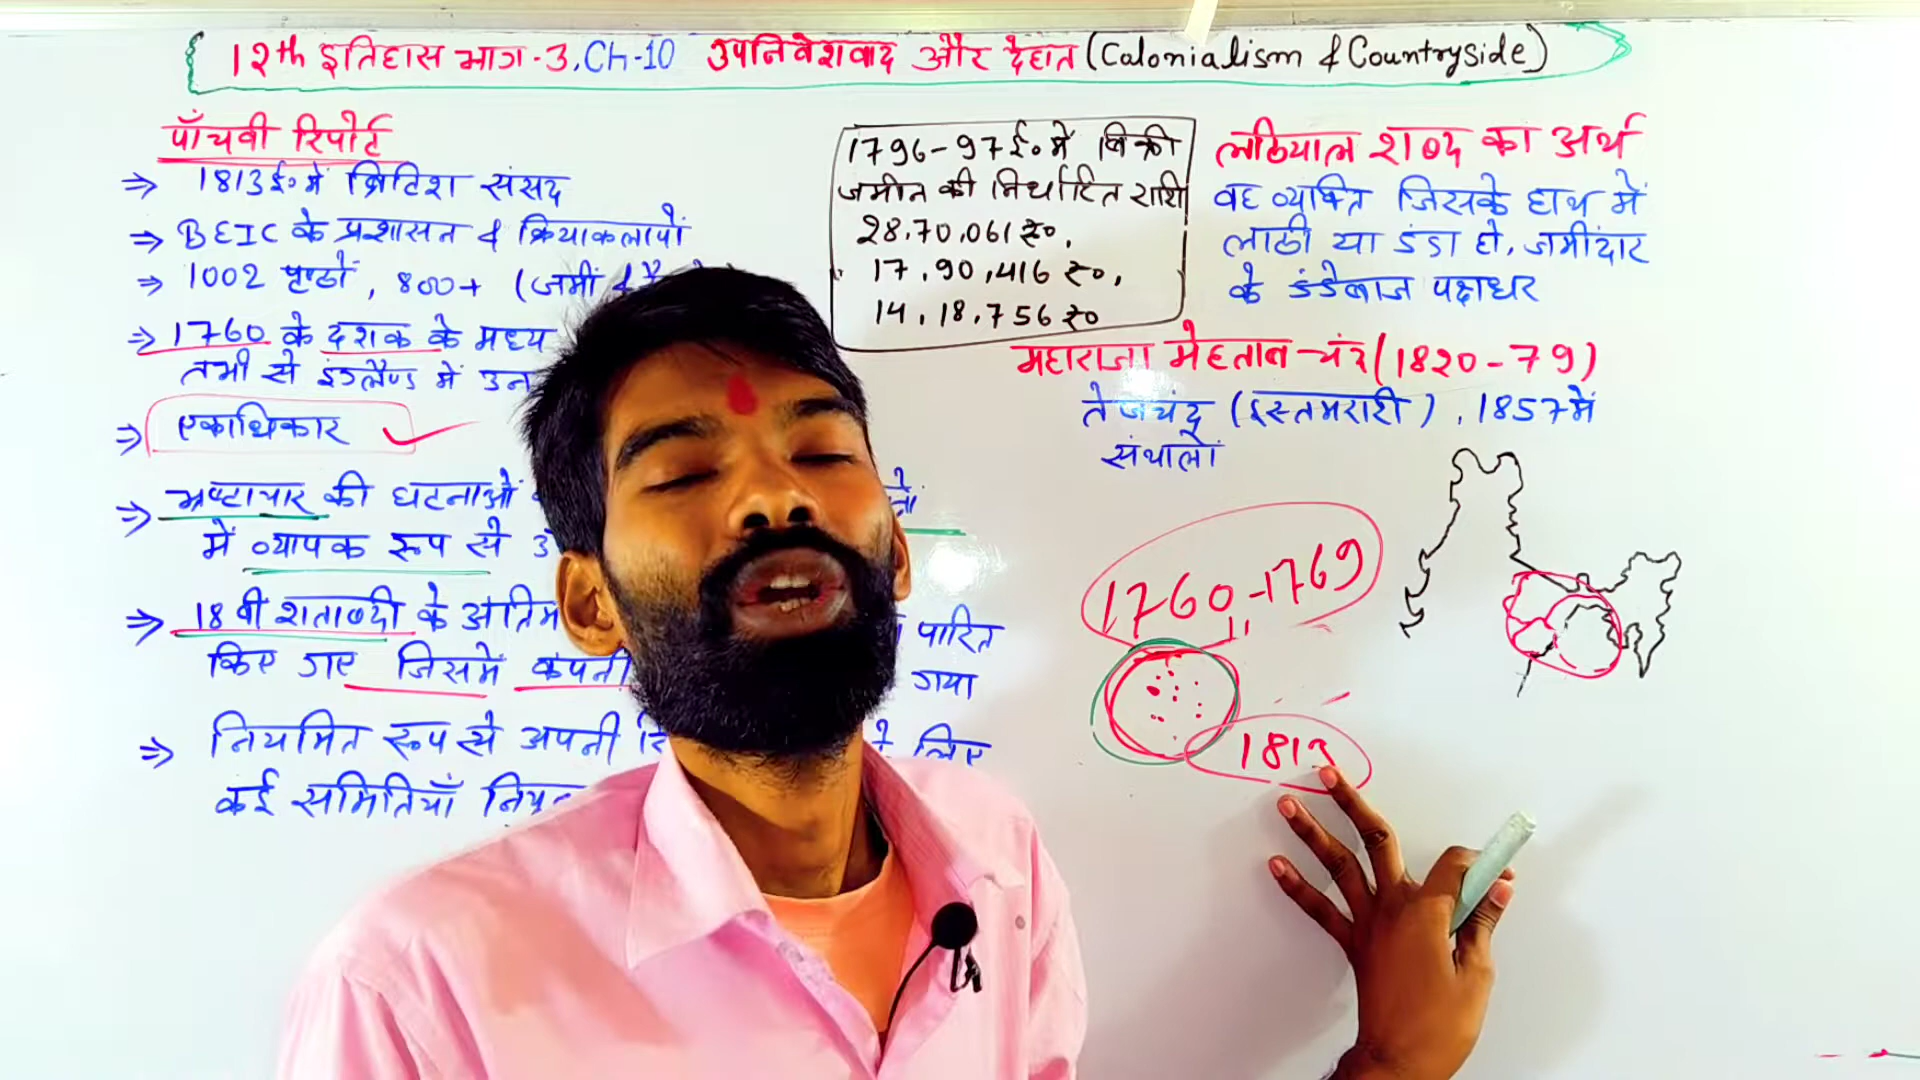 12th इतिहास भाग-3, Ch-10 उपनिवेशवाद और देहात (Colonialism & Countryside)
पाँचवी रिपोर्ट
⇒ 1813ई० में ब्रिटिश संसद
⇒ BEIC के प्रशासन & क्रियाकलापों
⇒ 1002 पृष्ठों, 800+ (जमीं
⇒ 1760 के दशक के मध्य
तभी से इंग्लैण्ड में उन
⇒ एकाधिकार
⇒ भ्रष्टाचार की घटनाओं
में व्यापक रूप से
⇒ 18 वी शताब्दी के अंतिम पारित
किए गए जिसमें कंपनी गया
⇒ नियमित रूप से अपनी लिए
कई समितियाँ
1796-97ई० में बिक्री
जमीन की निर्धारित राशि
28,70,061 रु०,
17,90,416 रु०,
14,18,756 रु०
लठियाल शब्द का अर्थ
वह व्यक्ति जिसके हाथ में
लाठी या डंडा हो, जमींदार
के डंडेबाज पक्षधर
महाराजा मेहताब चंद (1820-79)
तेजचंद (इस्तमरारी), 1857 में
संथालों
1760-1769
1813